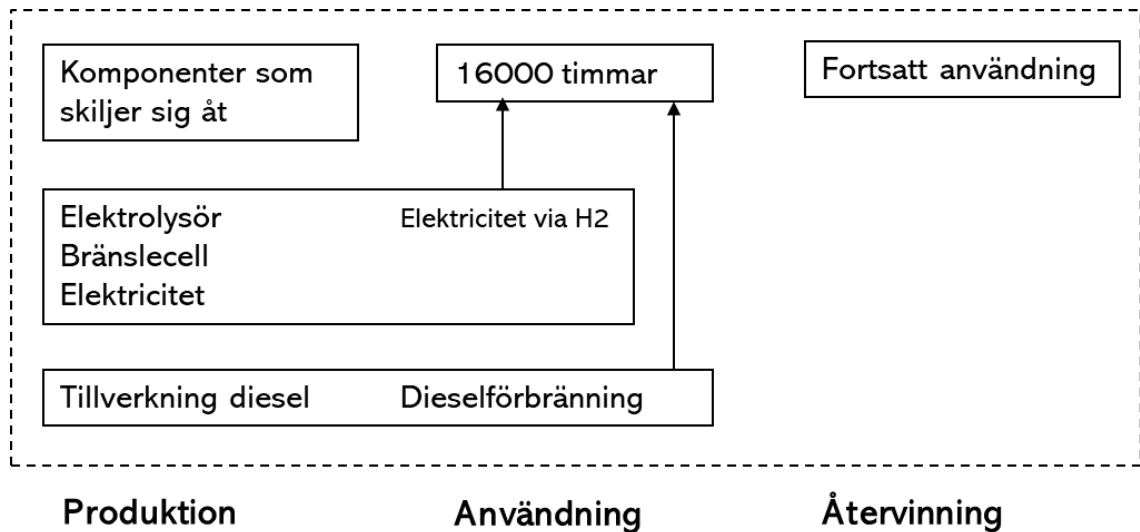 Komponenter som
skiljer sig åt
16000 timmar
Fortsatt användning
Elektrolysör
Elektricitet via H2
Bränslecell
Elektricitet
Tillverkning diesel
Dieselförbränning
Produktion
Användning
Återvinning